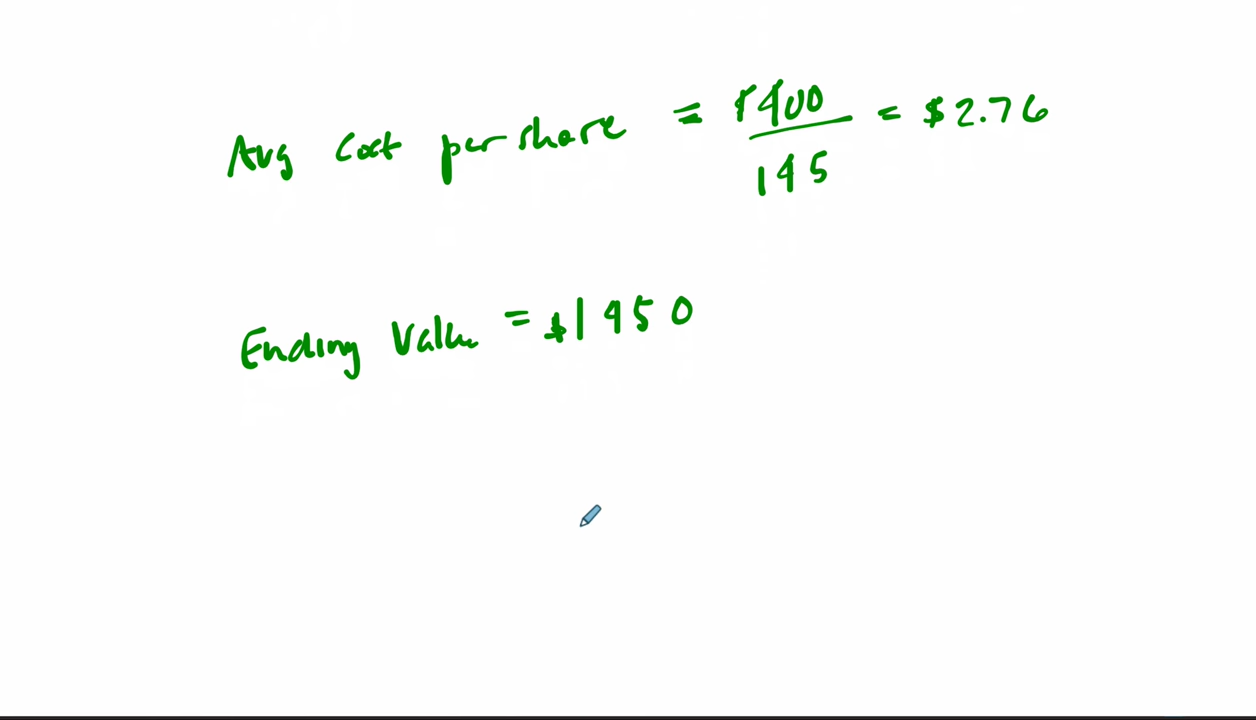 Avg Cost per share = $400/145 = $2.76
Ending Value = $1450